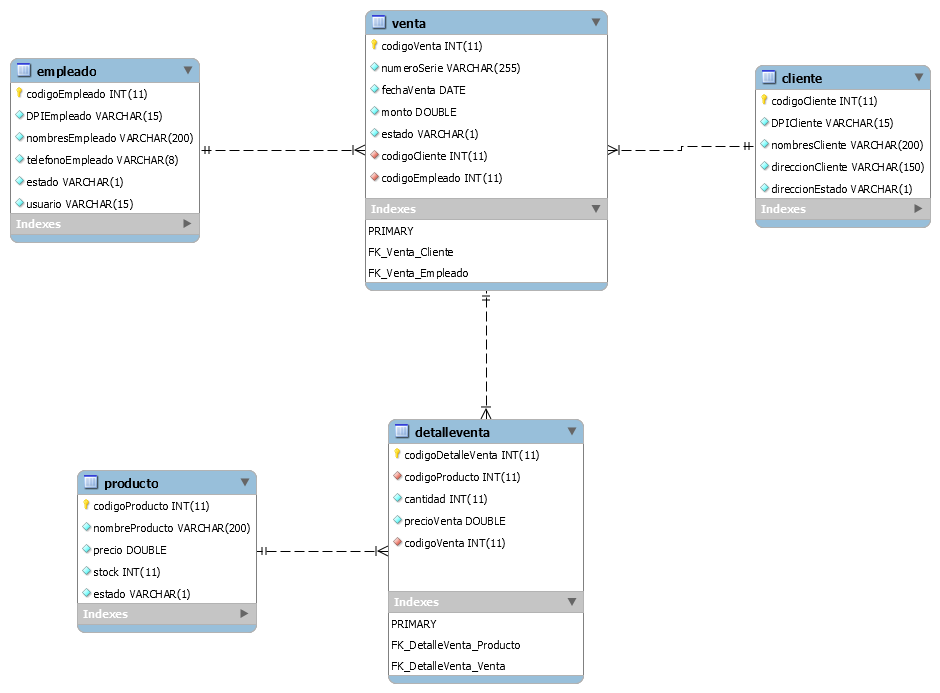 empleado
codigoEmpleado INT(11)
DPIEmpleado VARCHAR(15)
nombresEmpleado VARCHAR(200)
telefonoEmpleado VARCHAR(8)
estado VARCHAR(1)
usuario VARCHAR(15)
Indexes
venta
codigoVenta INT(11)
numeroSerie VARCHAR(255)
fechaVenta DATE
monto DOUBLE
estado VARCHAR(1)
codigoCliente INT(11)
codigoEmpleado INT(11)
Indexes
PRIMARY
FK_Venta_Cliente
FK_Venta_Empleado
cliente
codigoCliente INT(11)
DPICliente VARCHAR(15)
nombresCliente VARCHAR(200)
direccionCliente VARCHAR(150)
direccionEstado VARCHAR(1)
Indexes
producto
codigoProducto INT(11)
nombreProducto VARCHAR(200)
precio DOUBLE
stock INT(11)
estado VARCHAR(1)
Indexes
detalleventa
codigoDetalleVenta INT(11)
codigoProducto INT(11)
cantidad INT(11)
precioVenta DOUBLE
codigoVenta INT(11)
Indexes
PRIMARY
FK_DetalleVenta_Producto
FK_DetalleVenta_Venta